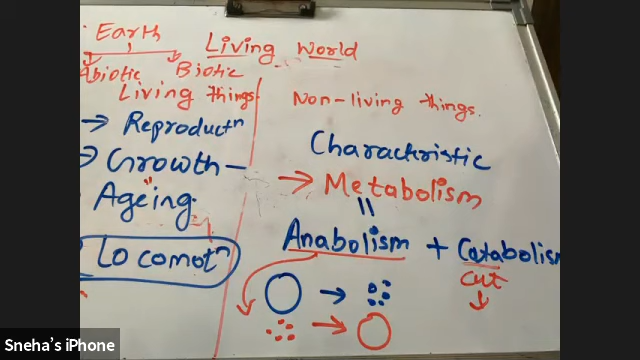 Earth
Living World
Abiotic Biotic
Living things
Non-living things
→ Reproductⁿ
Characteristic
→ Growth –
→ Metabolism
Ageing
=
Anabolism + Catabolism
Locomotⁿ
cut
Sneha's iPhone